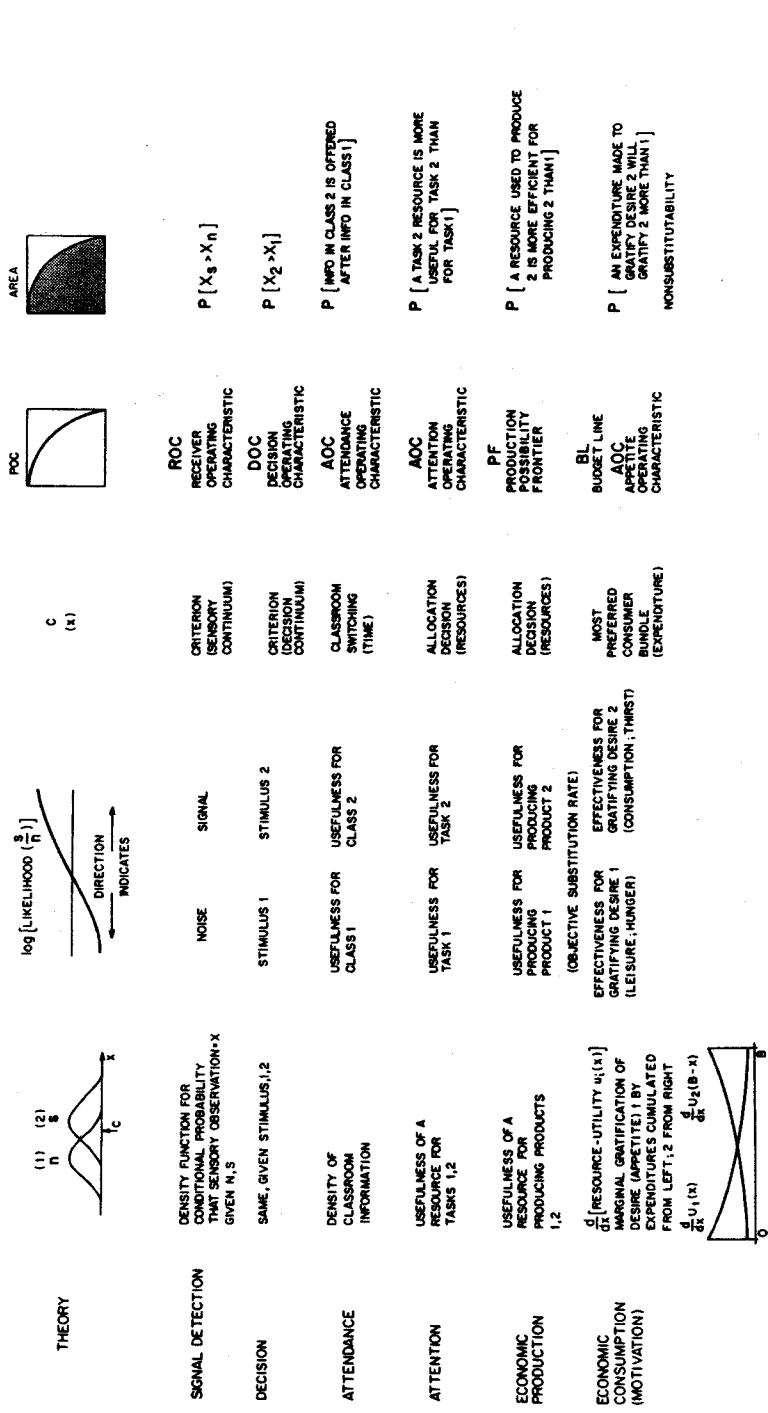 THEORY
(1) (2)
n s
c
x
log [LIKELIHOOD (s/n)]
DIRECTION
INDICATES
C
(x)
POC
AREA
SIGNAL DETECTION
DENSITY FUNCTION FOR
CONDITIONAL PROBABILITY
THAT SENSORY OBSERVATION=X
GIVEN N,S
NOISE
SIGNAL
CRITERION
(SENSORY
CONTINUUM)
ROC
RECEIVER
OPERATING
CHARACTERISTIC
P [Xs > Xn]
DECISION
SAME, GIVEN STIMULUS,1,2
STIMULUS 1
STIMULUS 2
CRITERION
(DECISION
CONTINUUM)
DOC
DECISION
OPERATING
CHARACTERISTIC
P [X2 > X1]
ATTENDANCE
DENSITY OF
CLASSROOM
INFORMATION
USEFULNESS FOR
CLASS 1
USEFULNESS FOR
CLASS 2
CLASSROOM
SWITCHING
(TIME)
AOC
ATTENDANCE
OPERATING
CHARACTERISTIC
P [INFO IN CLASS 2 IS OFFERED
AFTER INFO IN CLASS 1]
ATTENTION
USEFULNESS OF A
RESOURCE FOR
TASKS 1,2
USEFULNESS FOR
TASK 1
USEFULNESS FOR
TASK 2
ALLOCATION
DECISION
(RESOURCES)
AOC
ATTENTION
OPERATING
CHARACTERISTIC
P [A TASK 2 RESOURCE IS MORE
USEFUL FOR TASK 2 THAN
FOR TASK 1]
ECONOMIC
PRODUCTION
USEFULNESS OF A
RESOURCE FOR
PRODUCING PRODUCTS
1,2
USEFULNESS FOR
PRODUCING
PRODUCT 1
USEFULNESS FOR
PRODUCING
PRODUCT 2
(OBJECTIVE SUBSTITUTION RATE)
ALLOCATION
DECISION
(RESOURCES)
PF
PRODUCTION
POSSIBILITY
FRONTIER
P [A RESOURCE USED TO PRODUCE
2 IS MORE EFFICIENT FOR
PRODUCING 2 THAN 1]
ECONOMIC
CONSUMPTION
(MOTIVATION)
d/dx [RESOURCE-UTILITY ui(x)]
MARGINAL GRATIFICATION OF
DESIRE (APPETITE) 1 BY
EXPENDITURES CUMULATED
FROM LEFT; 2 FROM RIGHT
d/dx U1(x)
d/dx U2(B-x)
O
B
EFFECTIVENESS FOR
GRATIFYING DESIRE 1
(LEISURE; HUNGER)
EFFECTIVENESS FOR
GRATIFYING DESIRE 2
(CONSUMPTION; THIRST)
MOST
PREFERRED
CONSUMER
BUNDLE
(EXPENDITURE)
BL
BUDGET LINE
AOC
APPETITE
OPERATING
CHARACTERISTIC
P [AN EXPENDITURE MADE TO
GRATIFY DESIRE 2 WILL
GRATIFY 2 MORE THAN 1]
NONSUBSTITUTABILITY